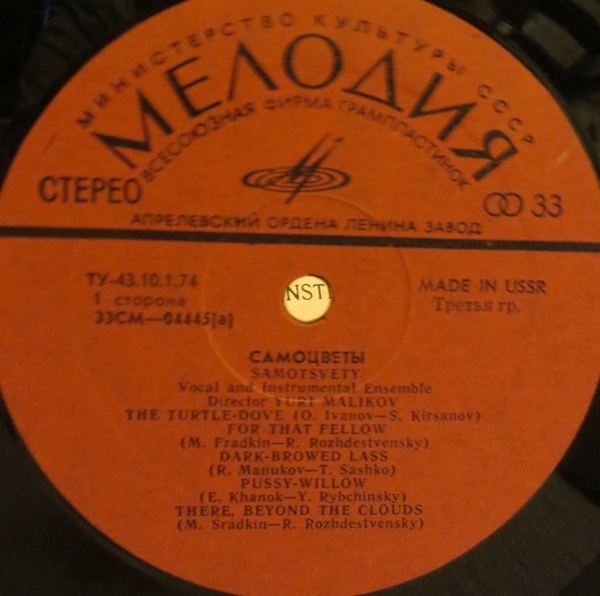 МИНИСТЕРСТВО КУЛЬТУРЫ СССР
МЕЛОДИЯ
ВСЕСОЮЗНАЯ ФИРМА ГРАМПЛАСТИНОК
СТЕРЕО
33
АПРЕЛЕВСКИЙ ОРДЕНА ЛЕНИНА ЗАВОД
ТУ-43.10.1.74
1 сторона
33СМ—04445(а)
NSTI
MADE IN USSR
Третья гр.
САМОЦВЕТЫ
SAMOTSVETY
Vocal and Instrumental Ensemble
Director YURI MALIKOV
THE TURTLE-DOVE (O. Ivanov—S. Kirsanov)
FOR THAT FELLOW
(M. Fradkin—R. Rozhdestvensky)
DARK-BROWED LASS
(R. Manukov—T. Sashko)
PUSSY-WILLOW
(E. Khanok—Y. Rybchinsky)
THERE, BEYOND THE CLOUDS
(M. Sradkin—R. Rozhdestvensky)